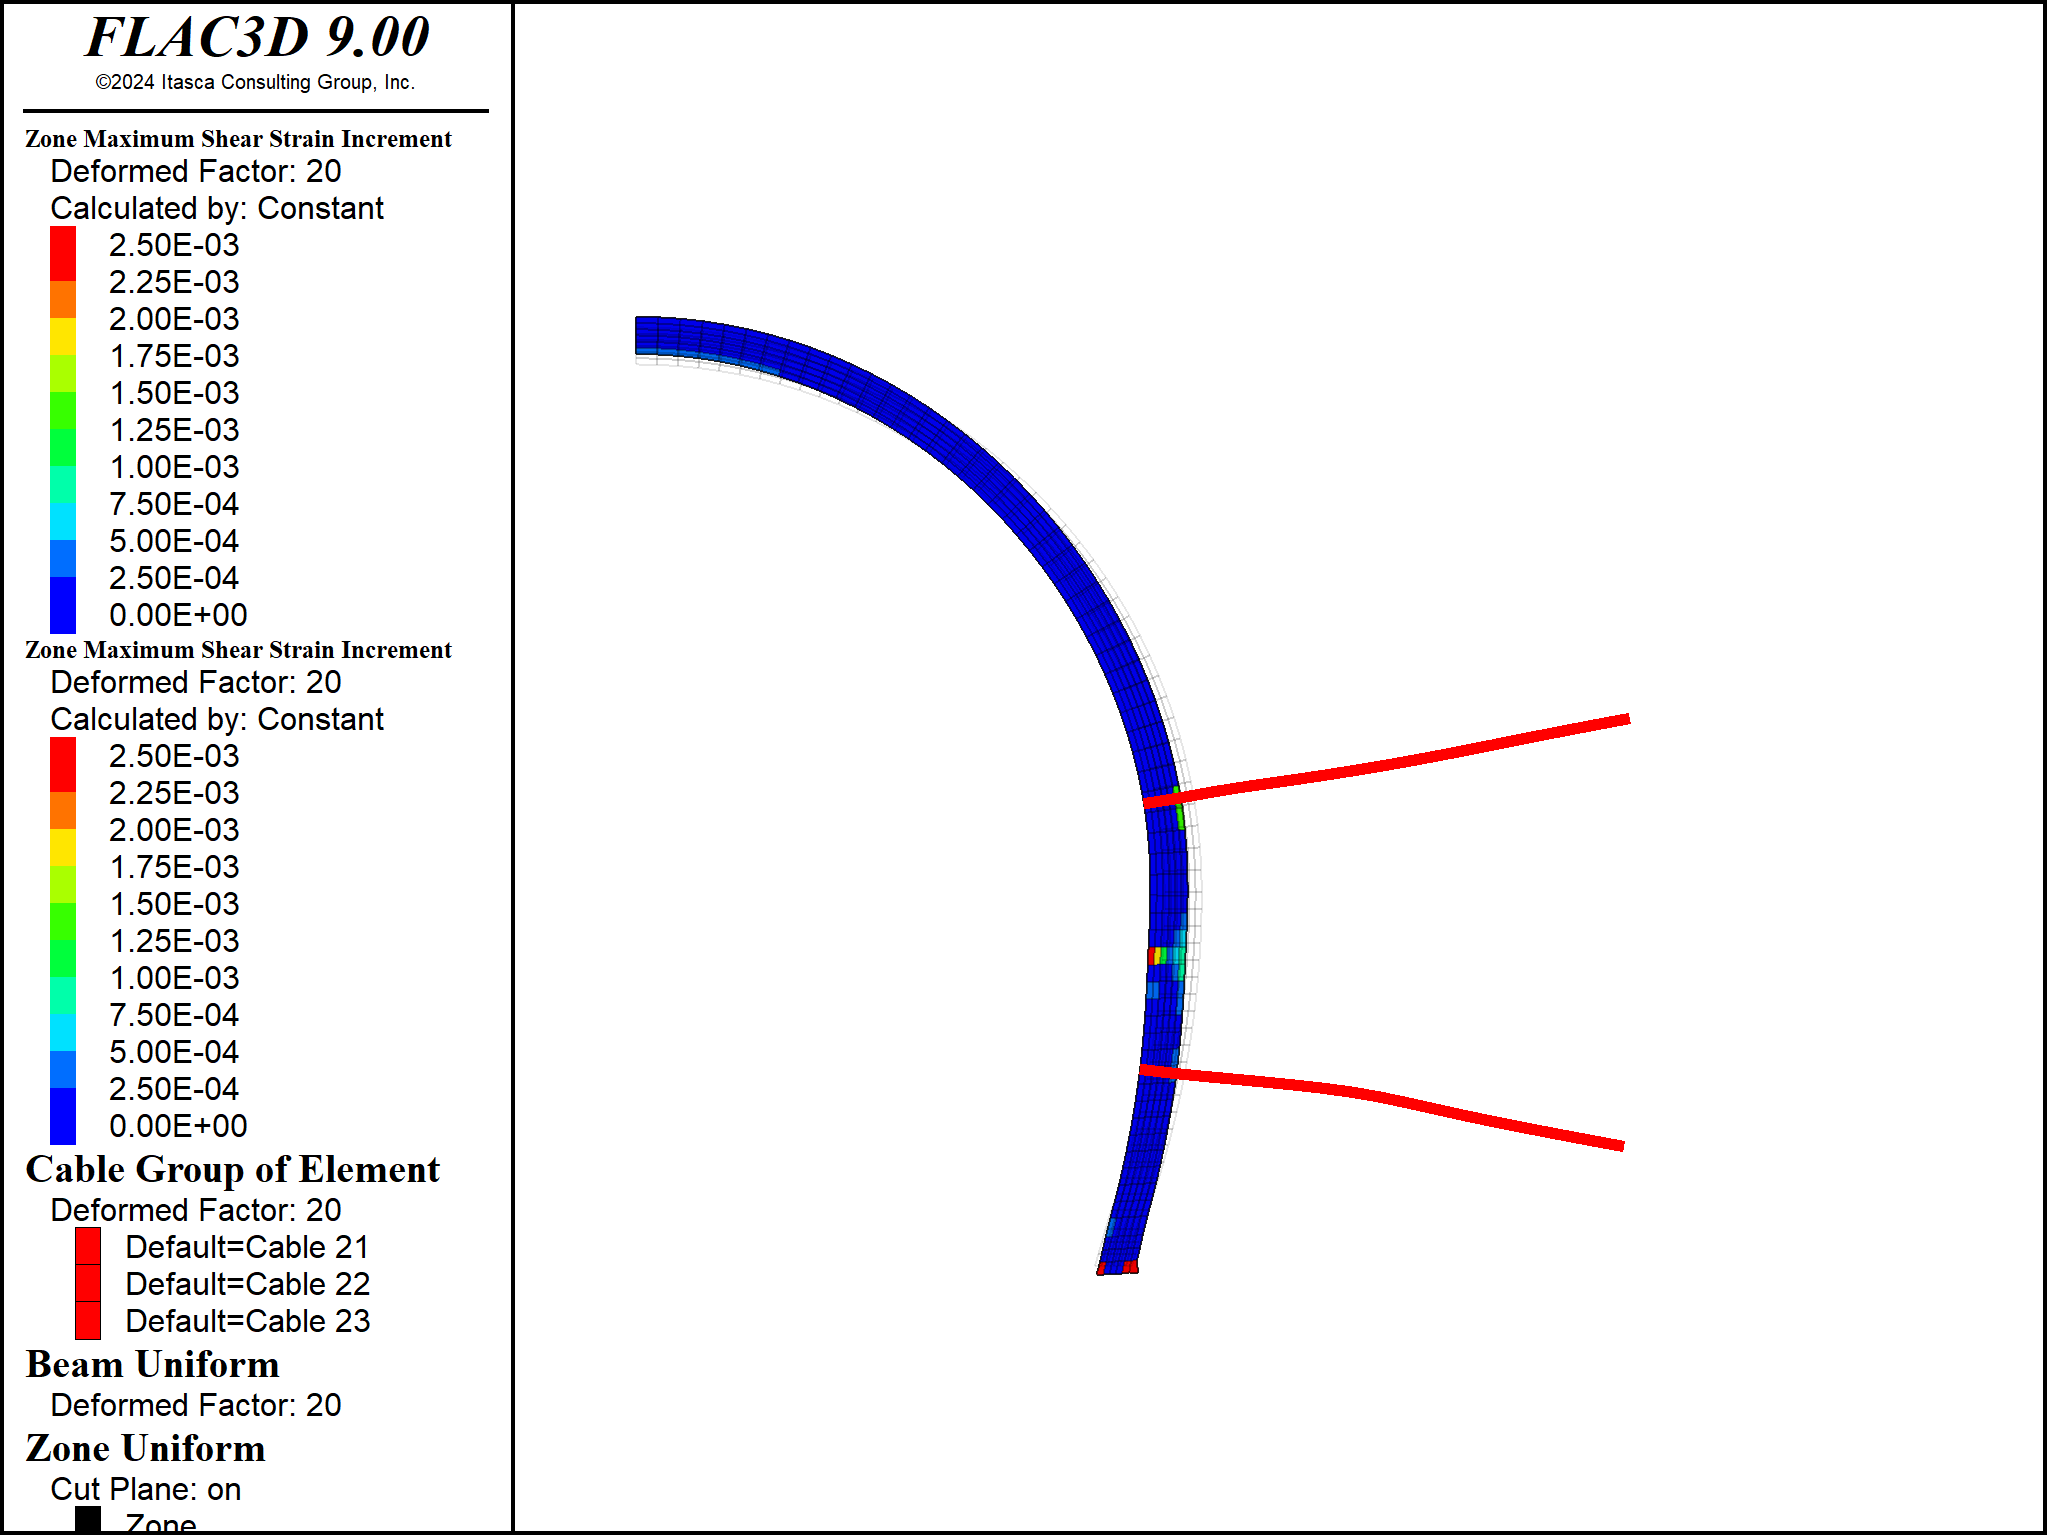 FLAC3D 9.00
©2024 Itasca Consulting Group, Inc.
Zone Maximum Shear Strain Increment
Deformed Factor: 20
Calculated by: Constant
2.50E-03
2.25E-03
2.00E-03
1.75E-03
1.50E-03
1.25E-03
1.00E-03
7.50E-04
5.00E-04
2.50E-04
0.00E+00
Zone Maximum Shear Strain Increment
Deformed Factor: 20
Calculated by: Constant
2.50E-03
2.25E-03
2.00E-03
1.75E-03
1.50E-03
1.25E-03
1.00E-03
7.50E-04
5.00E-04
2.50E-04
0.00E+00
Cable Group of Element
Deformed Factor: 20
Default=Cable 21
Default=Cable 22
Default=Cable 23
Beam Uniform
Deformed Factor: 20
Zone Uniform
Cut Plane: on
Zone